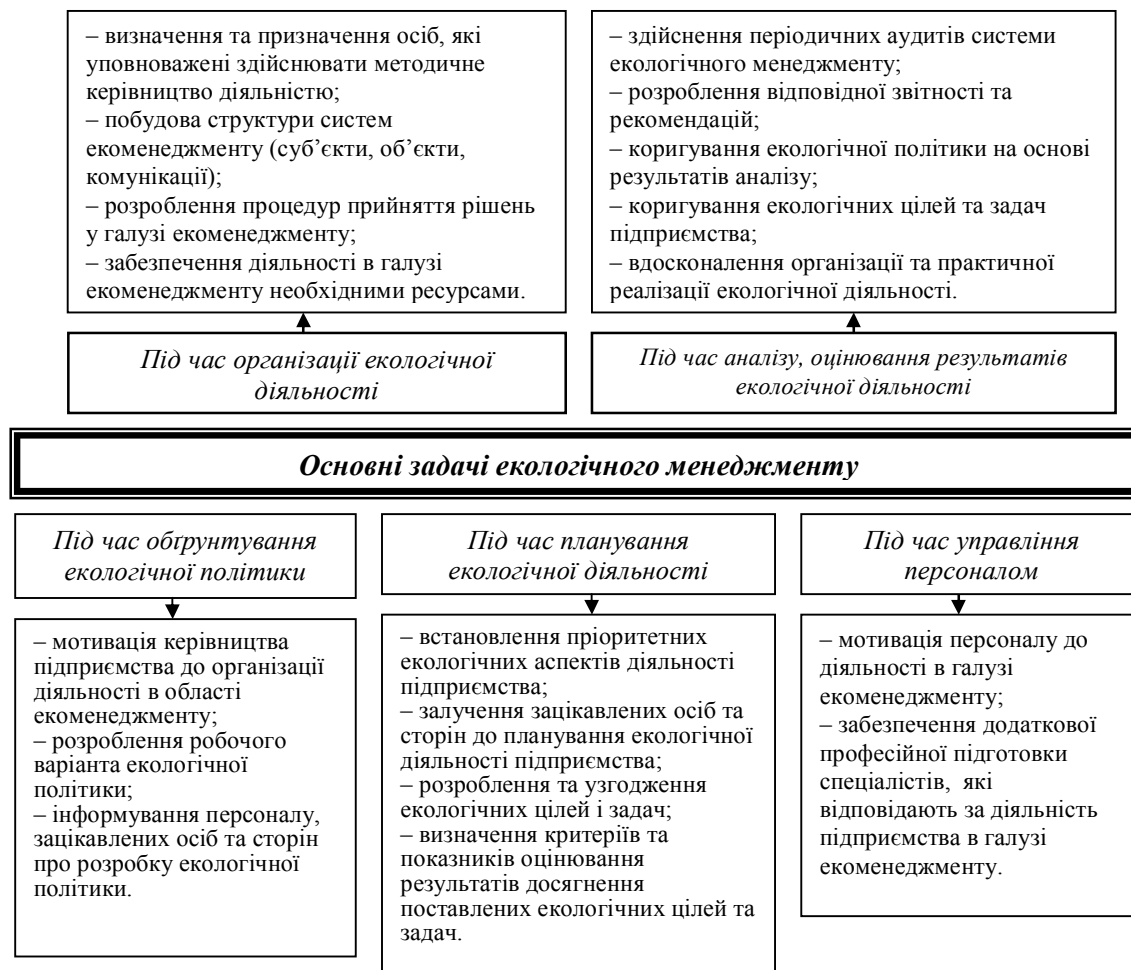 – визначення та призначення осіб, які
уповноважені здійснювати методичне
керівництво діяльністю;
– побудова структури систем
екоменеджменту (суб’єкти, об’єкти,
комунікації);
– розроблення процедур прийняття рішень
у галузі екоменеджменту;
– забезпечення діяльності в галузі
екоменеджменту необхідними ресурсами.
– здійснення періодичних аудитів системи
екологічного менеджменту;
– розроблення відповідної звітності та
рекомендацій;
– коригування екологічної політики на основі
результатів аналізу;
– коригування екологічних цілей та задач
підприємства;
– вдосконалення організації та практичної
реалізації екологічної діяльності.
Під час організації екологічної
діяльності
Під час аналізу, оцінювання результатів
екологічної діяльності
Основні задачі екологічного менеджменту
Під час обґрунтування
екологічної політики
Під час планування
екологічної діяльності
Під час управління
персоналом
– мотивація керівництва
підприємства до організації
діяльності в області
екоменеджменту;
– розроблення робочого
варіанта екологічної
політики;
– інформування персоналу,
зацікавлених осіб та сторін
про розробку екологічної
політики.
– встановлення пріоритетних
екологічних аспектів діяльності
підприємства;
– залучення зацікавлених осіб та
сторін до планування екологічної
діяльності підприємства;
– розроблення та узгодження
екологічних цілей і задач;
– визначення критеріїв та
показників оцінювання
результатів досягнення
поставлених екологічних цілей та
задач.
– мотивація персоналу до
діяльності в галузі
екоменеджменту;
– забезпечення додаткової
професійної підготовки
спеціалістів, які
відповідають за діяльність
підприємства в галузі
екоменеджменту.